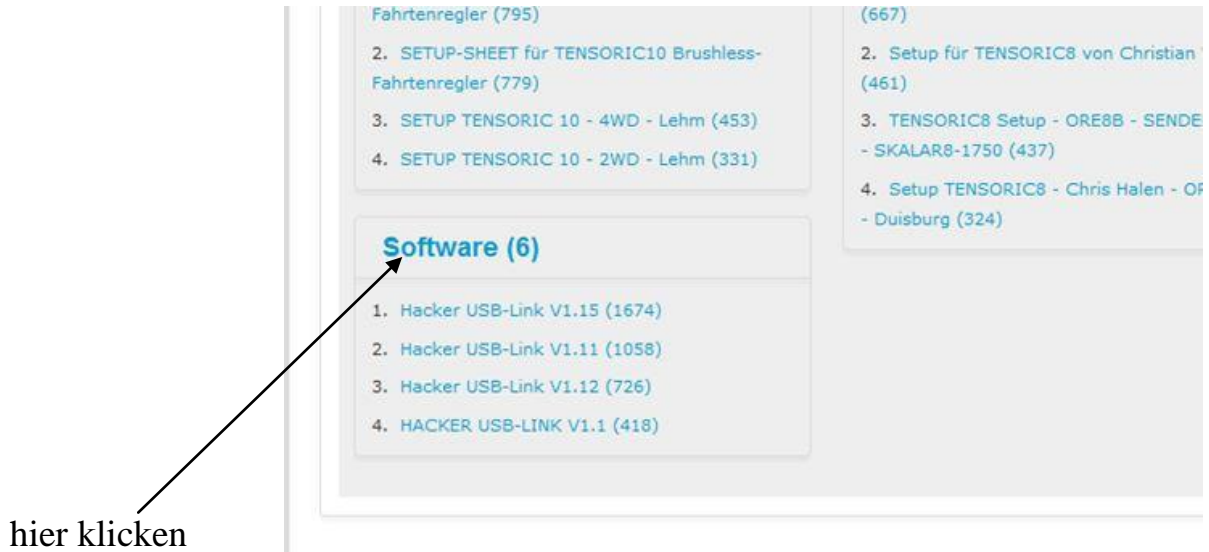 Fahrtenregler (795)
2. SETUP-SHEET für TENSORIC10 Brushless-
Fahrtenregler (779)
3. SETUP TENSORIC 10 - 4WD - Lehm (453)
4. SETUP TENSORIC 10 - 2WD - Lehm (331)
(667)
2. Setup für TENSORIC8 von Christian
(461)
3. TENSORIC8 Setup - ORE8B -
- SKALAR8-1750 (437)
4. Setup TENSORIC8 - Chris Halen -
- Duisburg (324)
Software (6)
1. Hacker USB-Link V1.15 (1674)
2. Hacker USB-Link V1.11 (1058)
3. Hacker USB-Link V1.12 (726)
4. HACKER USB-LINK V1.1 (418)
hier klicken